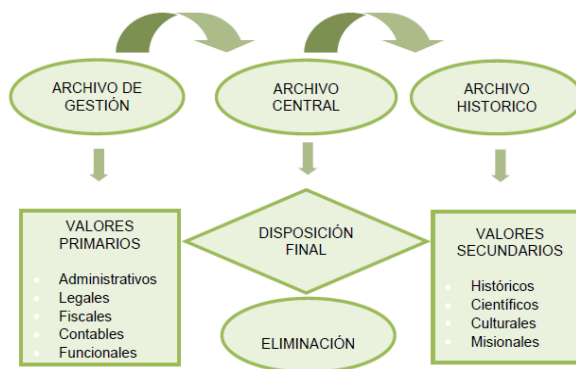 ARCHIVO DE
GESTIÓN
ARCHIVO
CENTRAL
ARCHIVO
HISTORICO
VALORES
PRIMARIOS
Administrativos
Legales
Fiscales
Contables
Funcionales
DISPOSICIÓN
FINAL
ELIMINACIÓN
VALORES
SECUNDARIOS
Históricos
Científicos
Culturales
Misionales